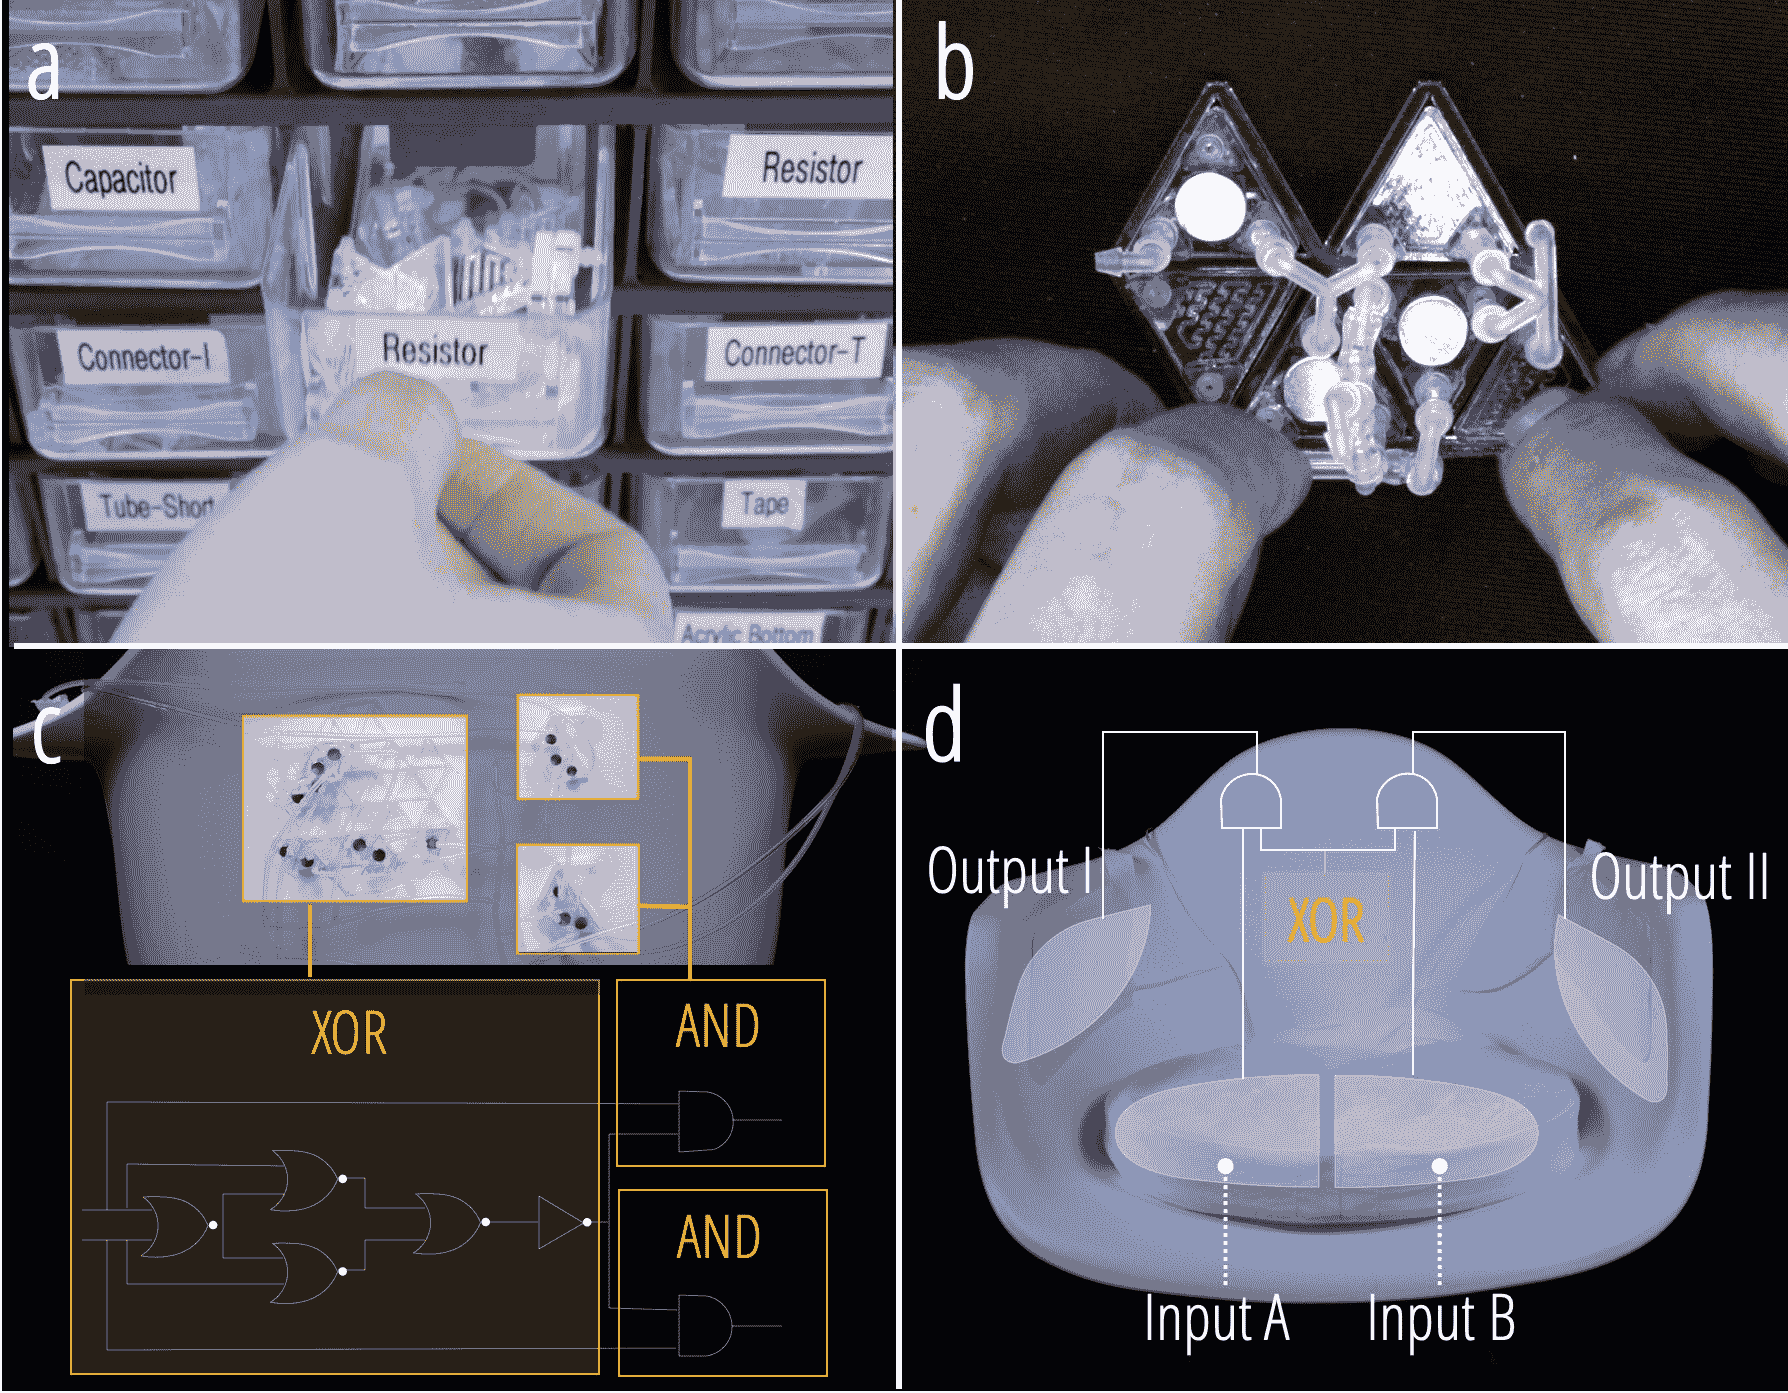 a
Capacitor
Resistor
Resistor
Connector-I
Connector-T
Tube-Short
Tape
Acrylic Bottom
b
c
XOR
AND
AND
d
Output I
Output II
XOR
Input A
Input B